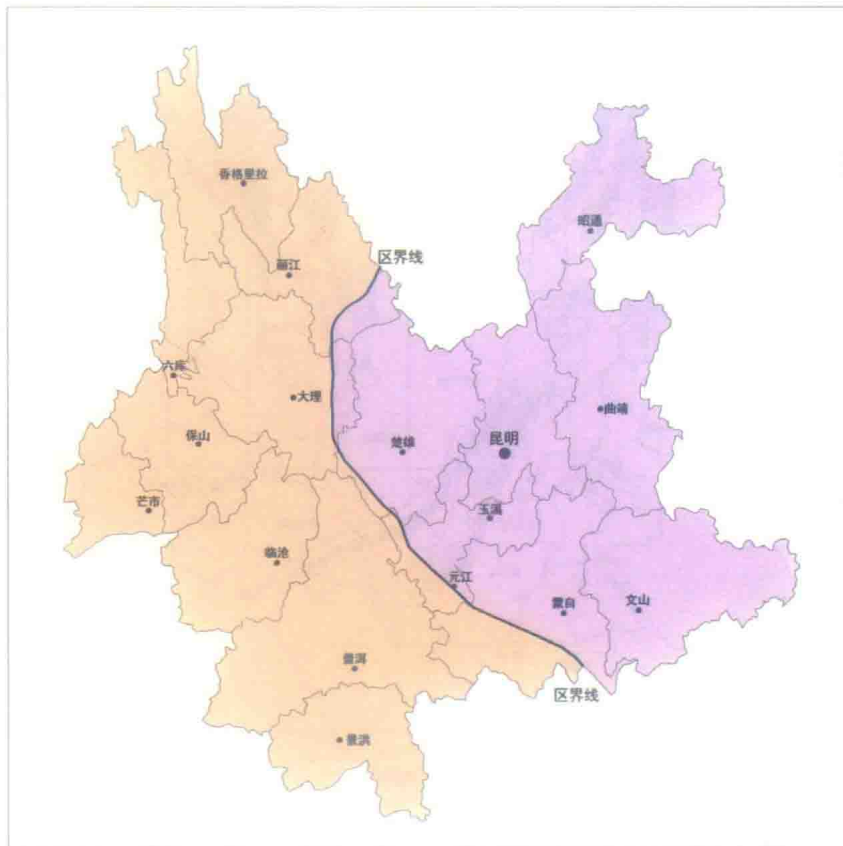 香格里拉
昭通
区界线
丽江
六库
大理
曲靖
保山
楚雄
昆明
芒市
玉溪
临沧
元江
蒙自
文山
普洱
区界线
景洪